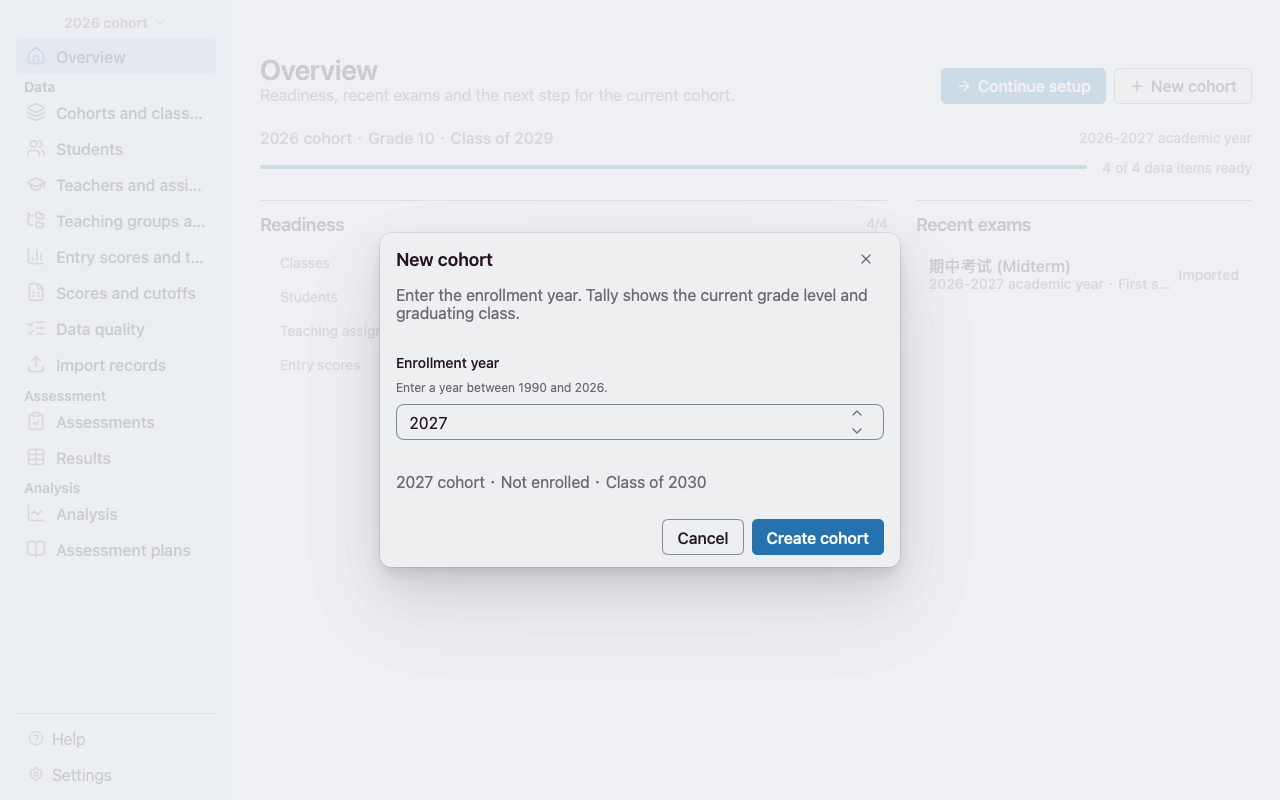 2026 cohort
Overview
Data
Cohorts and class...
Students
Teachers and assi...
Teaching groups a...
Entry scores and t...
Scores and cutoffs
Data quality
Import records
Assessment
Assessments
Results
Analysis
Analysis
Assessment plans
Help
Settings
Overview
Readiness, recent exams and the next step for the current cohort.
Continue setup
New cohort
2026 cohort · Grade 10 · Class of 2029
2026-2027 academic year
4 of 4 data items ready
Readiness
4/4
Classes
Students
Teaching assign
Entry scores
Recent exams
期中考试 (Midterm)
2026-2027 academic year · First s...
Imported
New cohort
Enter the enrollment year. Tally shows the current grade level and
graduating class.
Enrollment year
Enter a year between 1990 and 2026.
2027
2027 cohort · Not enrolled · Class of 2030
Cancel
Create cohort